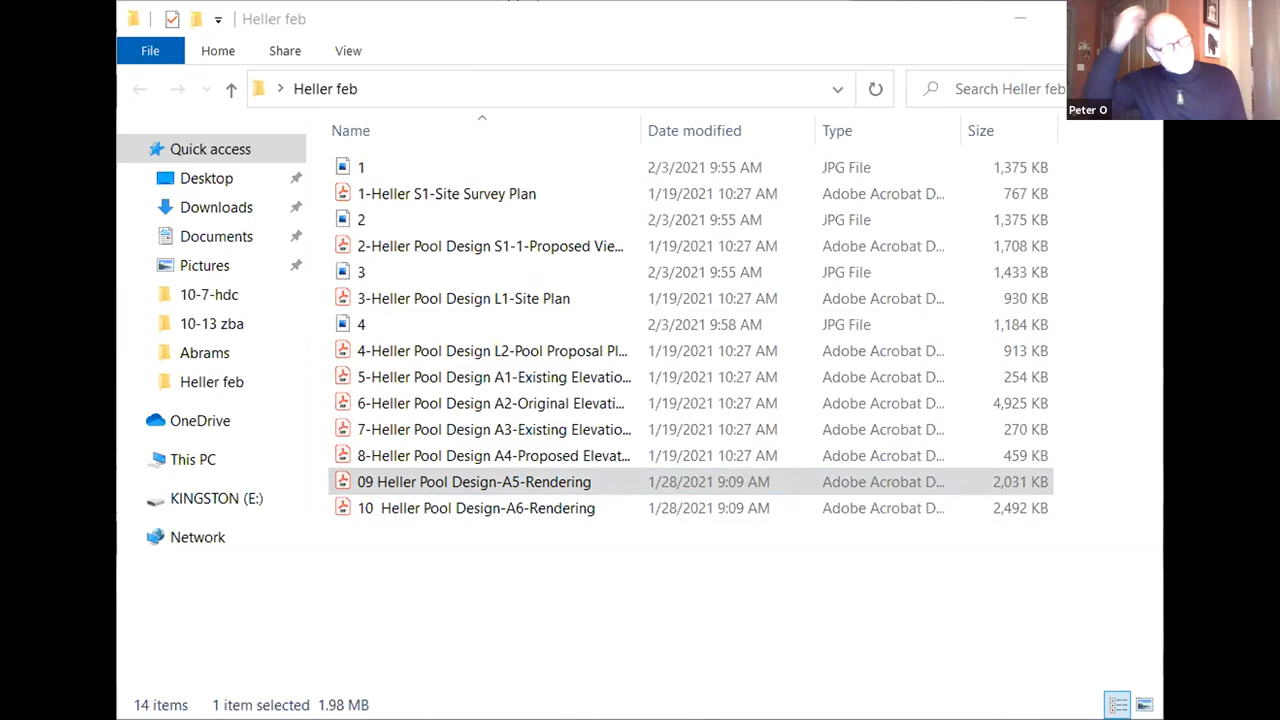 Heller feb
File Home Share View
Heller feb Search Heller feb
Peter O
Name Date modified Type Size
Quick access
Desktop
Downloads
Documents
Pictures
10-7-hdc
10-13 zba
Abrams
Heller feb
OneDrive
This PC
KINGSTON (E:)
Network
1 2/3/2021 9:55 AM JPG File 1,375 KB
1-Heller S1-Site Survey Plan 1/19/2021 10:27 AM Adobe Acrobat D... 767 KB
2 2/3/2021 9:55 AM JPG File 1,375 KB
2-Heller Pool Design S1-1-Proposed Vie... 1/19/2021 10:27 AM Adobe Acrobat D... 1,708 KB
3 2/3/2021 9:55 AM JPG File 1,433 KB
3-Heller Pool Design L1-Site Plan 1/19/2021 10:27 AM Adobe Acrobat D... 930 KB
4 2/3/2021 9:58 AM JPG File 1,184 KB
4-Heller Pool Design L2-Pool Proposal Pl... 1/19/2021 10:27 AM Adobe Acrobat D... 913 KB
5-Heller Pool Design A1-Existing Elevatio... 1/19/2021 10:27 AM Adobe Acrobat D... 254 KB
6-Heller Pool Design A2-Original Elevati... 1/19/2021 10:27 AM Adobe Acrobat D... 4,925 KB
7-Heller Pool Design A3-Existing Elevatio... 1/19/2021 10:27 AM Adobe Acrobat D... 270 KB
8-Heller Pool Design A4-Proposed Elevat... 1/19/2021 10:27 AM Adobe Acrobat D... 459 KB
09 Heller Pool Design-A5-Rendering 1/28/2021 9:09 AM Adobe Acrobat D... 2,031 KB
10 Heller Pool Design-A6-Rendering 1/28/2021 9:09 AM Adobe Acrobat D... 2,492 KB
14 items 1 item selected 1.98 MB